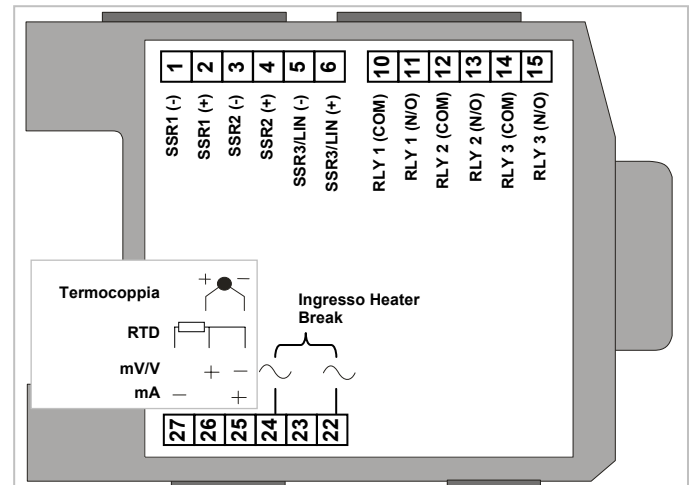 1 2 3 4 5 6 10 11 12 13 14 15
SSR1 (-)
SSR1 (+)
SSR2 (-)
SSR2 (+)
SSR3/LIN (-)
SSR3/LIN (+)
RLY 1 (COM)
RLY 1 (N/O)
RLY 2 (COM)
RLY 2 (N/O)
RLY 3 (COM)
RLY 3 (N/O)
Termocoppia + −
Ingresso Heater
Break
RTD
mV/V + −
mA − +
27 26 25 24 23 22